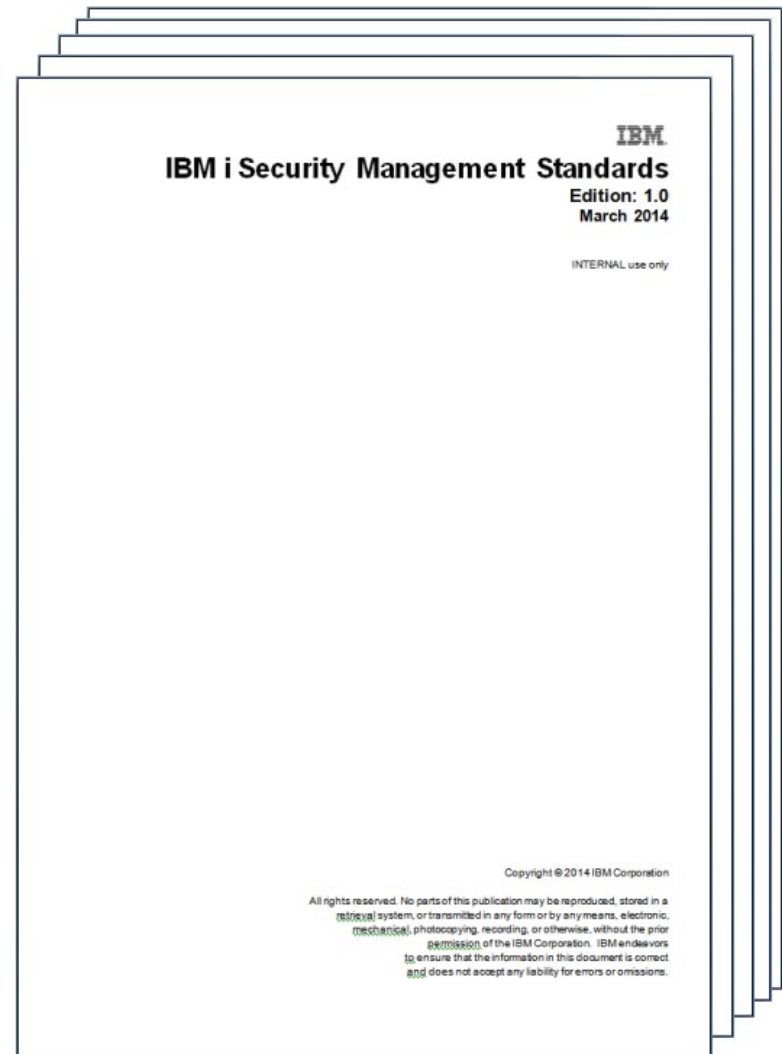 IBM
IBM i Security Management Standards
Edition: 1.0
March 2014
INTERNAL use only
Copyright © 2014 IBM Corporation
All rights reserved. No parts of this publication may be reproduced, stored in a
retrieval system, or transmitted in any form or by any means, electronic,
mechanical, photocopying, recording, or otherwise, without the prior
permission of the IBM Corporation. IBM endeavors
to ensure that the information in this document is correct
and does not accept any liability for errors or omissions.